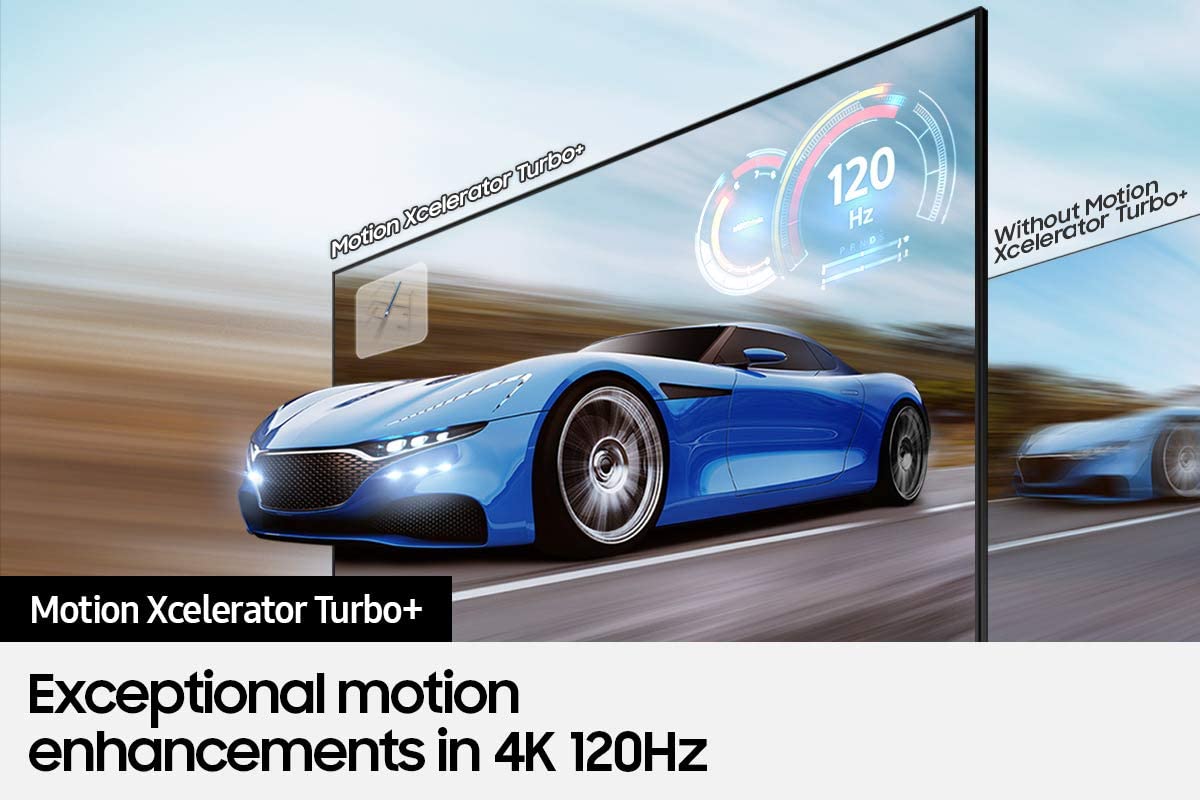 Motion Xcelerator Turbo+
120
Hz
P R N D S
Without Motion
Xcelerator Turbo+
Motion Xcelerator Turbo+
Exceptional motion
enhancements in 4K 120Hz